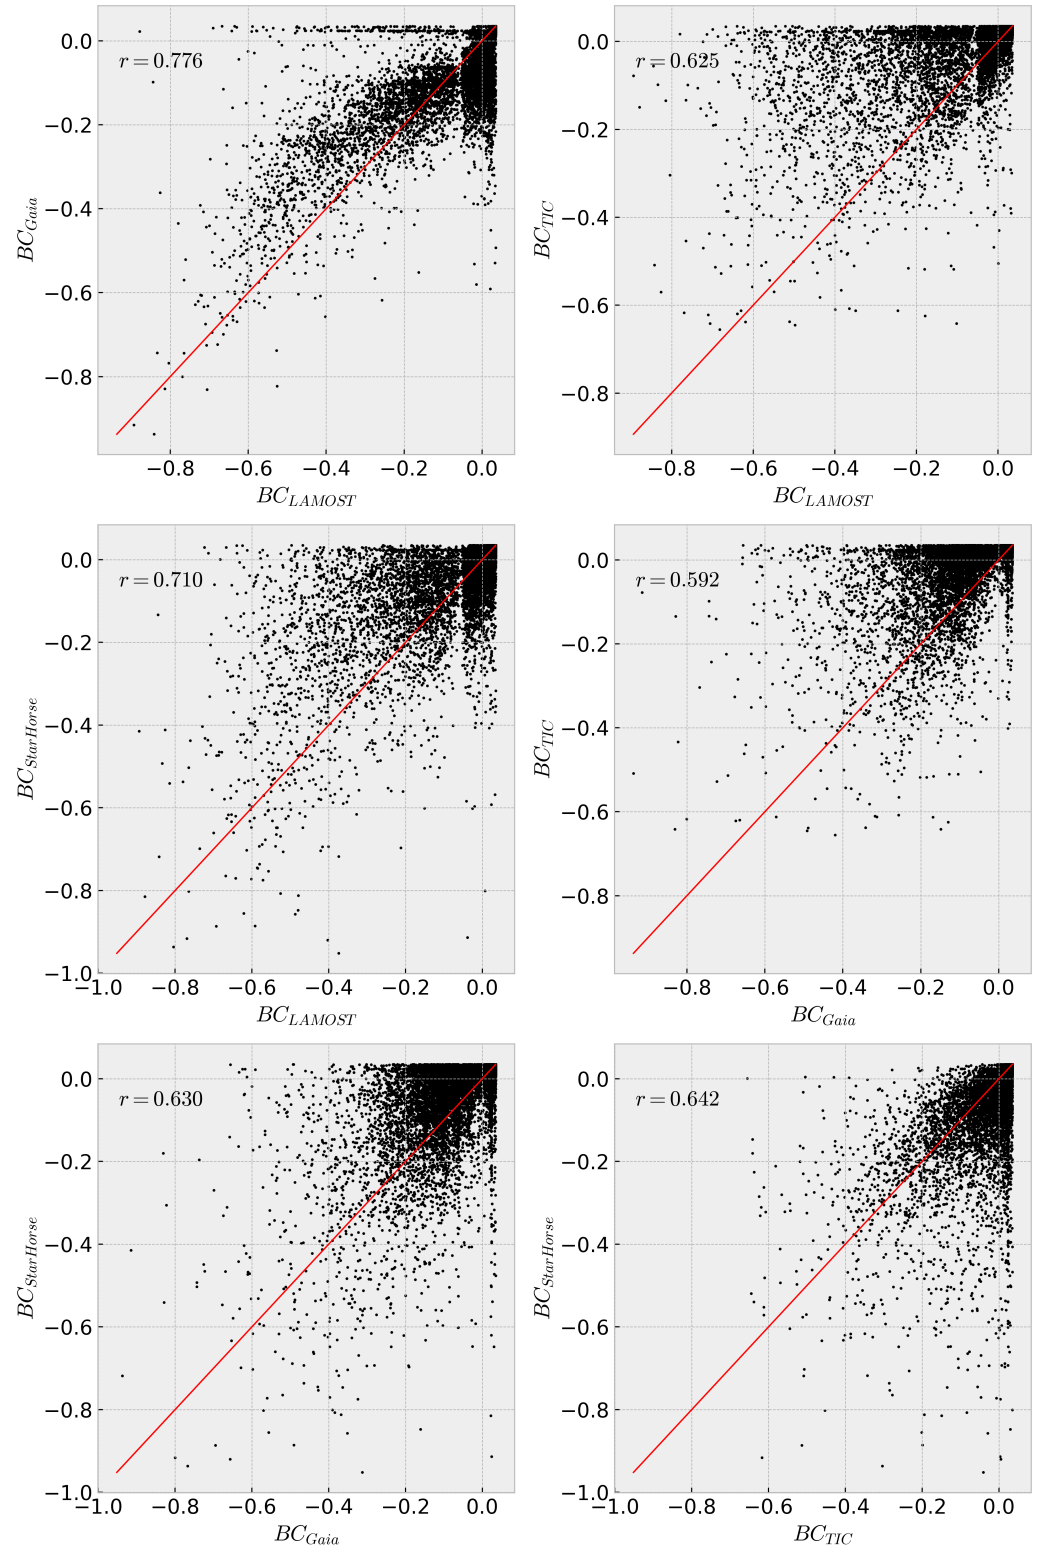 0.0
−0.2
−0.4
−0.6
−0.8
BC_Gaia
r = 0.776
−0.8 −0.6 −0.4 −0.2 0.0
BC_LAMOST
0.0
−0.2
−0.4
−0.6
−0.8
BC_TIC
r = 0.625
−0.8 −0.6 −0.4 −0.2 0.0
BC_LAMOST
0.0
−0.2
−0.4
−0.6
−0.8
−1.0
BC_StarHorse
r = 0.710
−1.0 −0.8 −0.6 −0.4 −0.2 0.0
BC_LAMOST
0.0
−0.2
−0.4
−0.6
−0.8
BC_TIC
r = 0.592
−0.8 −0.6 −0.4 −0.2 0.0
BC_Gaia
0.0
−0.2
−0.4
−0.6
−0.8
−1.0
BC_StarHorse
r = 0.630
−1.0 −0.8 −0.6 −0.4 −0.2 0.0
BC_Gaia
0.0
−0.2
−0.4
−0.6
−0.8
−1.0
BC_StarHorse
r = 0.642
−1.0 −0.8 −0.6 −0.4 −0.2 0.0
BC_TIC